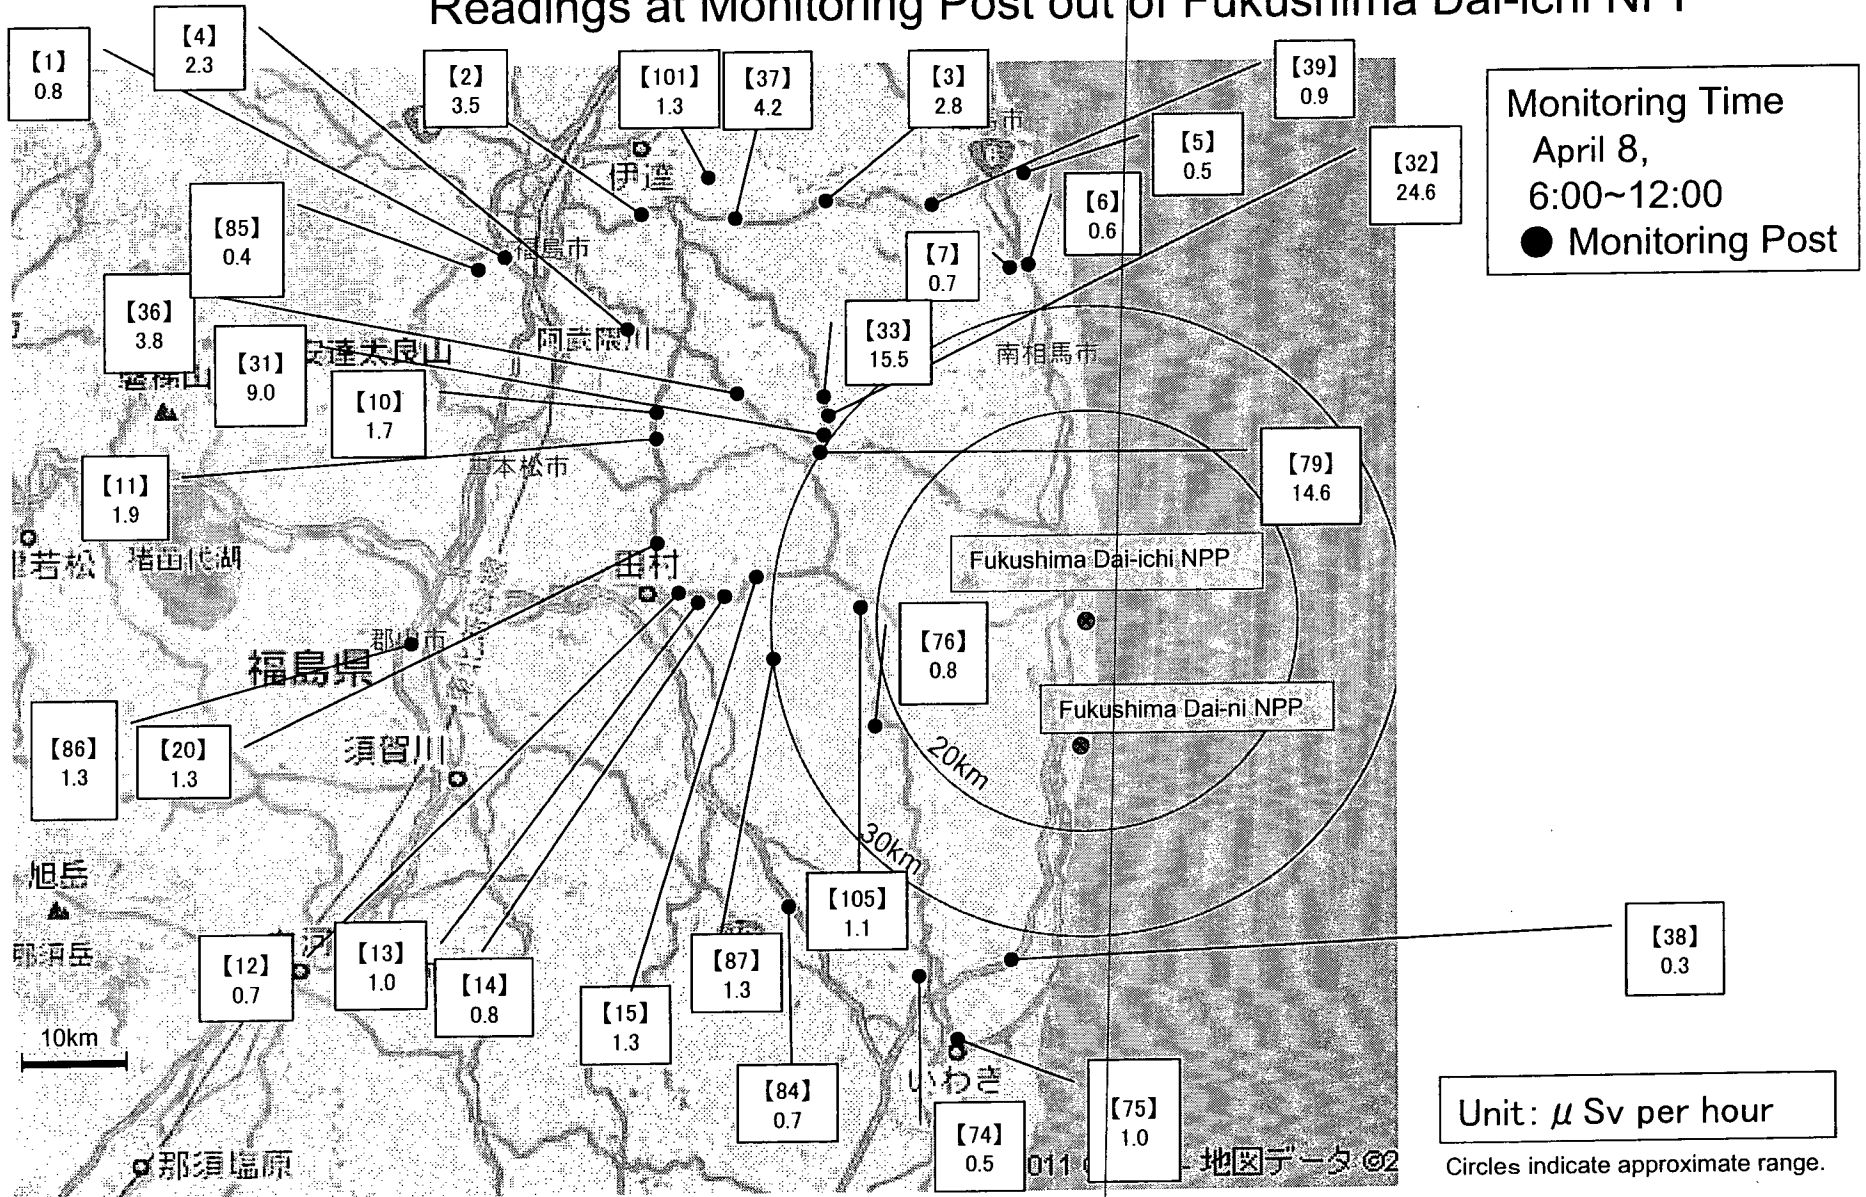 Readings at Monitoring Post out of Fukushima Dai-ichi NPP
【1】
0.8
【4】
2.3
【2】
3.5
【101】
1.3
【37】
4.2
【3】
2.8
【39】
0.9
【5】
0.5
【32】
24.6
Monitoring Time
April 8,
6:00~12:00
● Monitoring Post
【85】
0.4
【6】
0.6
【7】
0.7
【36】
3.8
【31】
9.0
【10】
1.7
【33】
15.5
【11】
1.9
【79】
14.6
伊達
福島市
阿武隈川
安達太良山
磐梯山
南相馬市
二本松市
若松
猪苗代湖
田村
郡山市
福島県
須賀川
Fukushima Dai-ichi NPP
【76】
0.8
Fukushima Dai-ni NPP
20km
30km
【86】
1.3
【20】
1.3
旭岳
那須岳
【12】
0.7
【13】
1.0
【14】
0.8
【15】
1.3
【87】
1.3
【105】
1.1
【38】
0.3
10km
【84】
0.7
いわき
【74】
0.5
【75】
1.0
那須塩原
地図データ ©2
Unit: μ Sv per hour
Circles indicate approximate range.